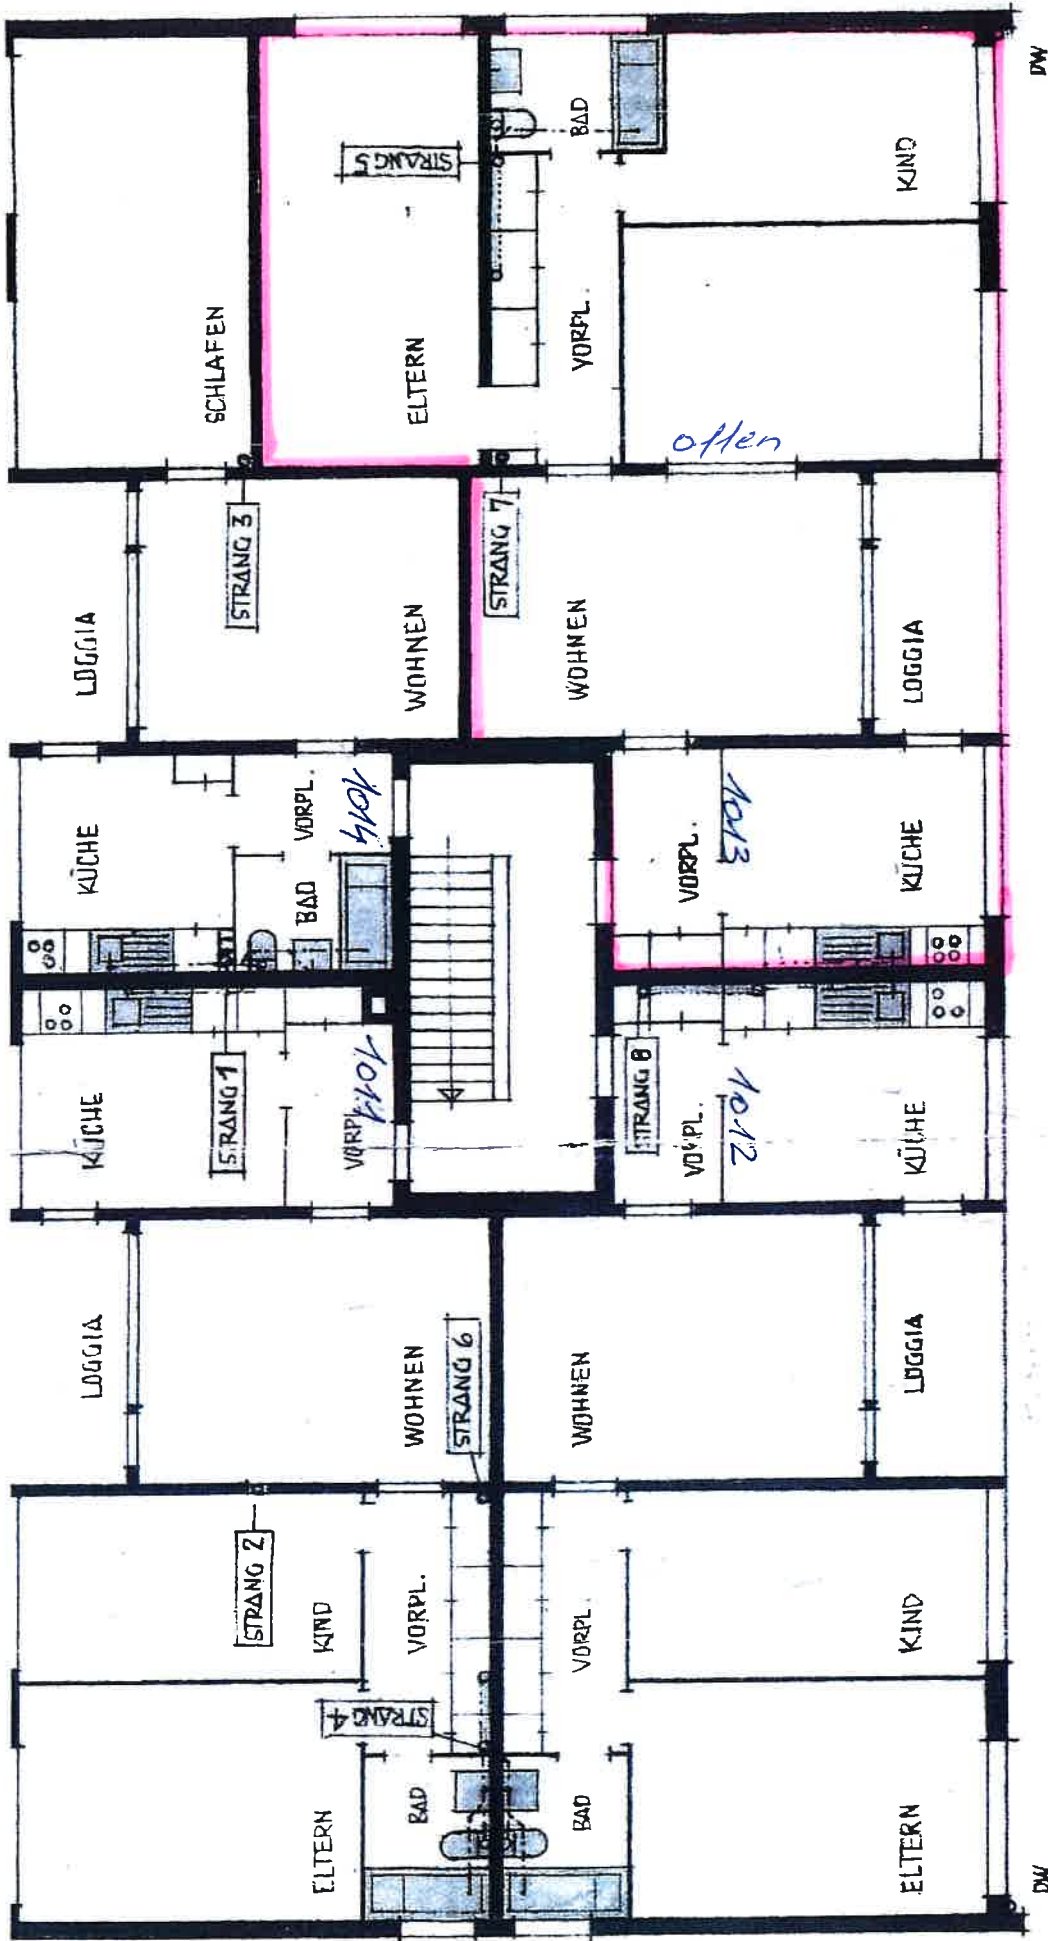 SCHLAFEN
ELTERN
STRANG 5
BAD
KIND
VORPL.
offen
DW
LOGGIA
STRANG 3
WOHNEN
STRANG 7
WOHNEN
LOGGIA
KÜCHE
VORPL.
1014
BAD
VORPL.
1013
KÜCHE
KÜCHE
STRANG 1
VORPL.
1011
STRANG 8
VORPL.
1012
KÜCHE
LOGGIA
WOHNEN
STRANG 6
WOHNEN
LOGGIA
STRANG 2
KIND
VORPL.
VORPL.
KIND
STRANG 4
ELTERN
BAD
BAD
ELTERN
DW